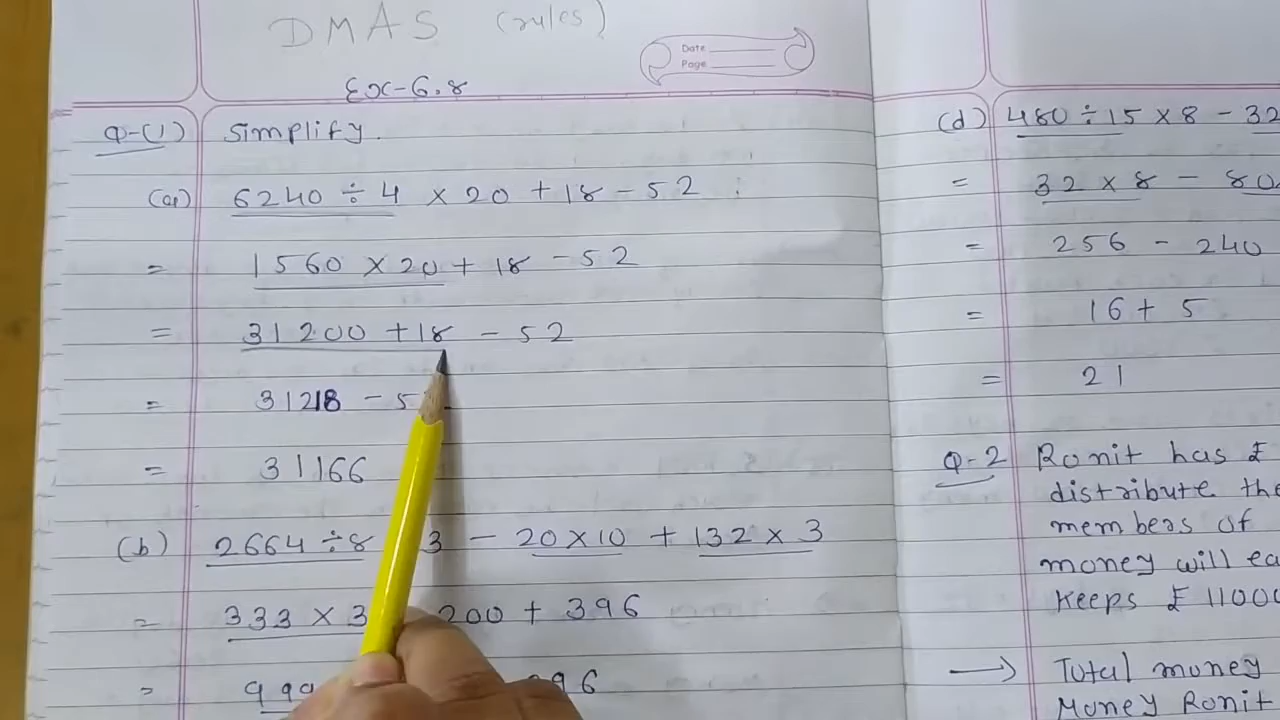 DMAS (rules)
Date
Page
Ex-6.8
Q-(1) Simplify.
(a) 6240 ÷ 4 × 20 + 18 - 52
= 1560 × 20 + 18 - 52
= 31200 + 18 - 52
= 31218 - 5
= 31166
(b) 2664 ÷ 8 3 - 20 × 10 + 132 × 3
= 333 × 3 200 + 396
= 999 96
(d) 480 ÷ 15 × 8 - 32
= 32 × 8 - 80
= 256 - 240
= 16 + 5
= 21
Q-2 Ronit has ₤
distribute the
members of
money will ea
Keeps ₤ 11000
→ Total money
Money Ronit